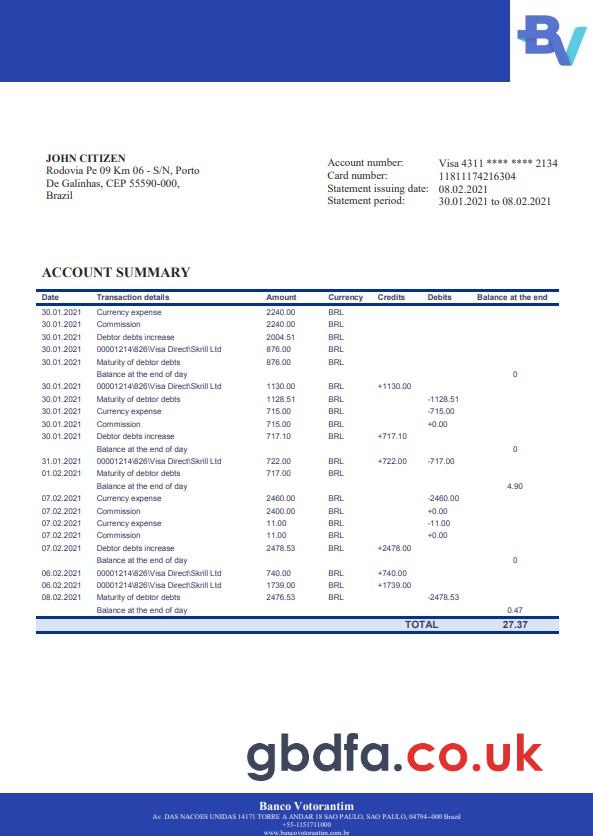 BV
JOHN CITIZEN
Rodovia Pe 09 Km 06 - S/N, Porto
De Galinhas, CEP 55590-000,
Brazil
Account number: Visa 4311 **** **** 2134
Card number: 11811174216304
Statement issuing date: 08.02.2021
Statement period: 30.01.2021 to 08.02.2021
ACCOUNT SUMMARY
Date Transaction details Amount Currency Credits Debits Balance at the end
30.01.2021 Currency expense 2240.00 BRL
30.01.2021 Commission 2240.00 BRL
30.01.2021 Debtor debts increase 2004.51 BRL
30.01.2021 00001214\826\Visa Direct\Skrill Ltd 876.00 BRL
30.01.2021 Maturity of debtor debts 876.00 BRL
Balance at the end of day 0
30.01.2021 00001214\826\Visa Direct\Skrill Ltd 1130.00 BRL +1130.00
30.01.2021 Maturity of debtor debts 1128.51 BRL -1128.51
30.01.2021 Currency expense 715.00 BRL -715.00
30.01.2021 Commission 715.00 BRL +0.00
30.01.2021 Debtor debts increase 717.10 BRL +717.10
Balance at the end of day 0
31.01.2021 00001214\826\Visa Direct\Skrill Ltd 722.00 BRL +722.00 -717.00
01.02.2021 Maturity of debtor debts 717.00 BRL
Balance at the end of day 4.90
07.02.2021 Currency expense 2460.00 BRL -2460.00
07.02.2021 Commission 2400.00 BRL +0.00
07.02.2021 Currency expense 11.00 BRL -11.00
07.02.2021 Commission 11.00 BRL +0.00
07.02.2021 Debtor debts increase 2478.53 BRL +2478.00
Balance at the end of day 0
06.02.2021 00001214\826\Visa Direct\Skrill Ltd 740.00 BRL +740.00
06.02.2021 00001214\826\Visa Direct\Skrill Ltd 1739.00 BRL +1739.00
08.02.2021 Maturity of debtor debts 2476.53 BRL -2478.53
Balance at the end of day 0.47
TOTAL 27.37
gbdfa.co.uk
Banco Votorantim
Av. DAS NACOES UNIDAS 14171 TORRE A ANDAR 18 SAO PAULO, SAO PAULO, 04794--000 Brazil
+55-1151711000
www.bancovotorantim.com.br